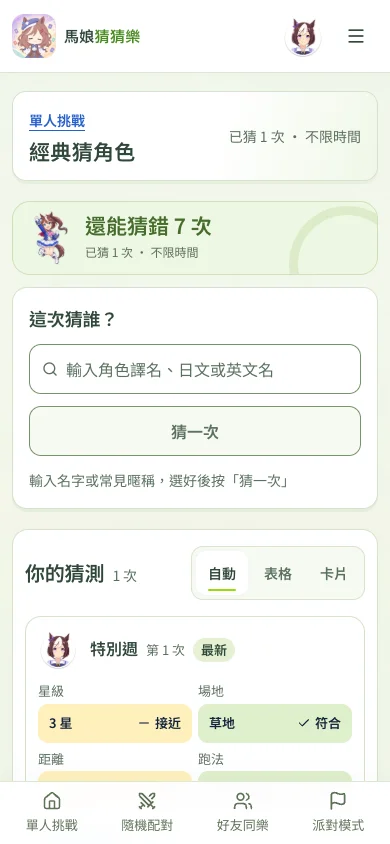 馬娘猜猜樂
單人挑戰
經典猜角色
已猜 1 次 · 不限時間
還能猜錯 7 次
已猜 1 次 · 不限時間
這次猜誰？
輸入角色譯名、日文或英文名
猜一次
輸入名字或常見暱稱，選好後按「猜一次」
你的猜測 1 次
自動 表格 卡片
特別週 第 1 次 最新
星級 場地
3 星 — 接近 草地 ✓ 符合
距離 跑法
單人挑戰 隨機配對 好友同樂 派對模式